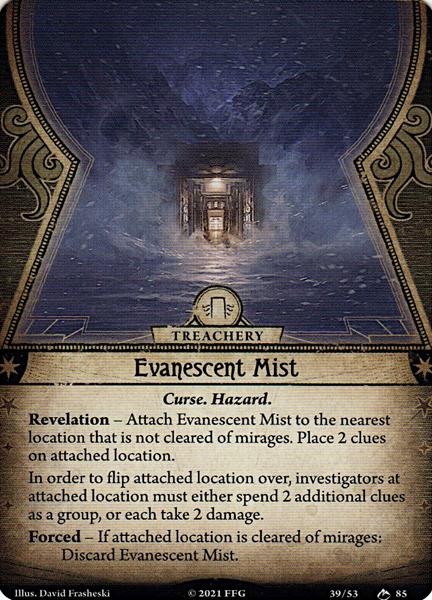 TREACHERY
Evanescent Mist
Curse. Hazard.
Revelation – Attach Evanescent Mist to the nearest
location that is not cleared of mirages. Place 2 clues
on attached location.
In order to flip attached location over, investigators at
attached location must either spend 2 additional clues
as a group, or each take 2 damage.
Forced – If attached location is cleared of mirages:
Discard Evanescent Mist.
Illus. David Frasheski © 2021 FFG 39/53 85